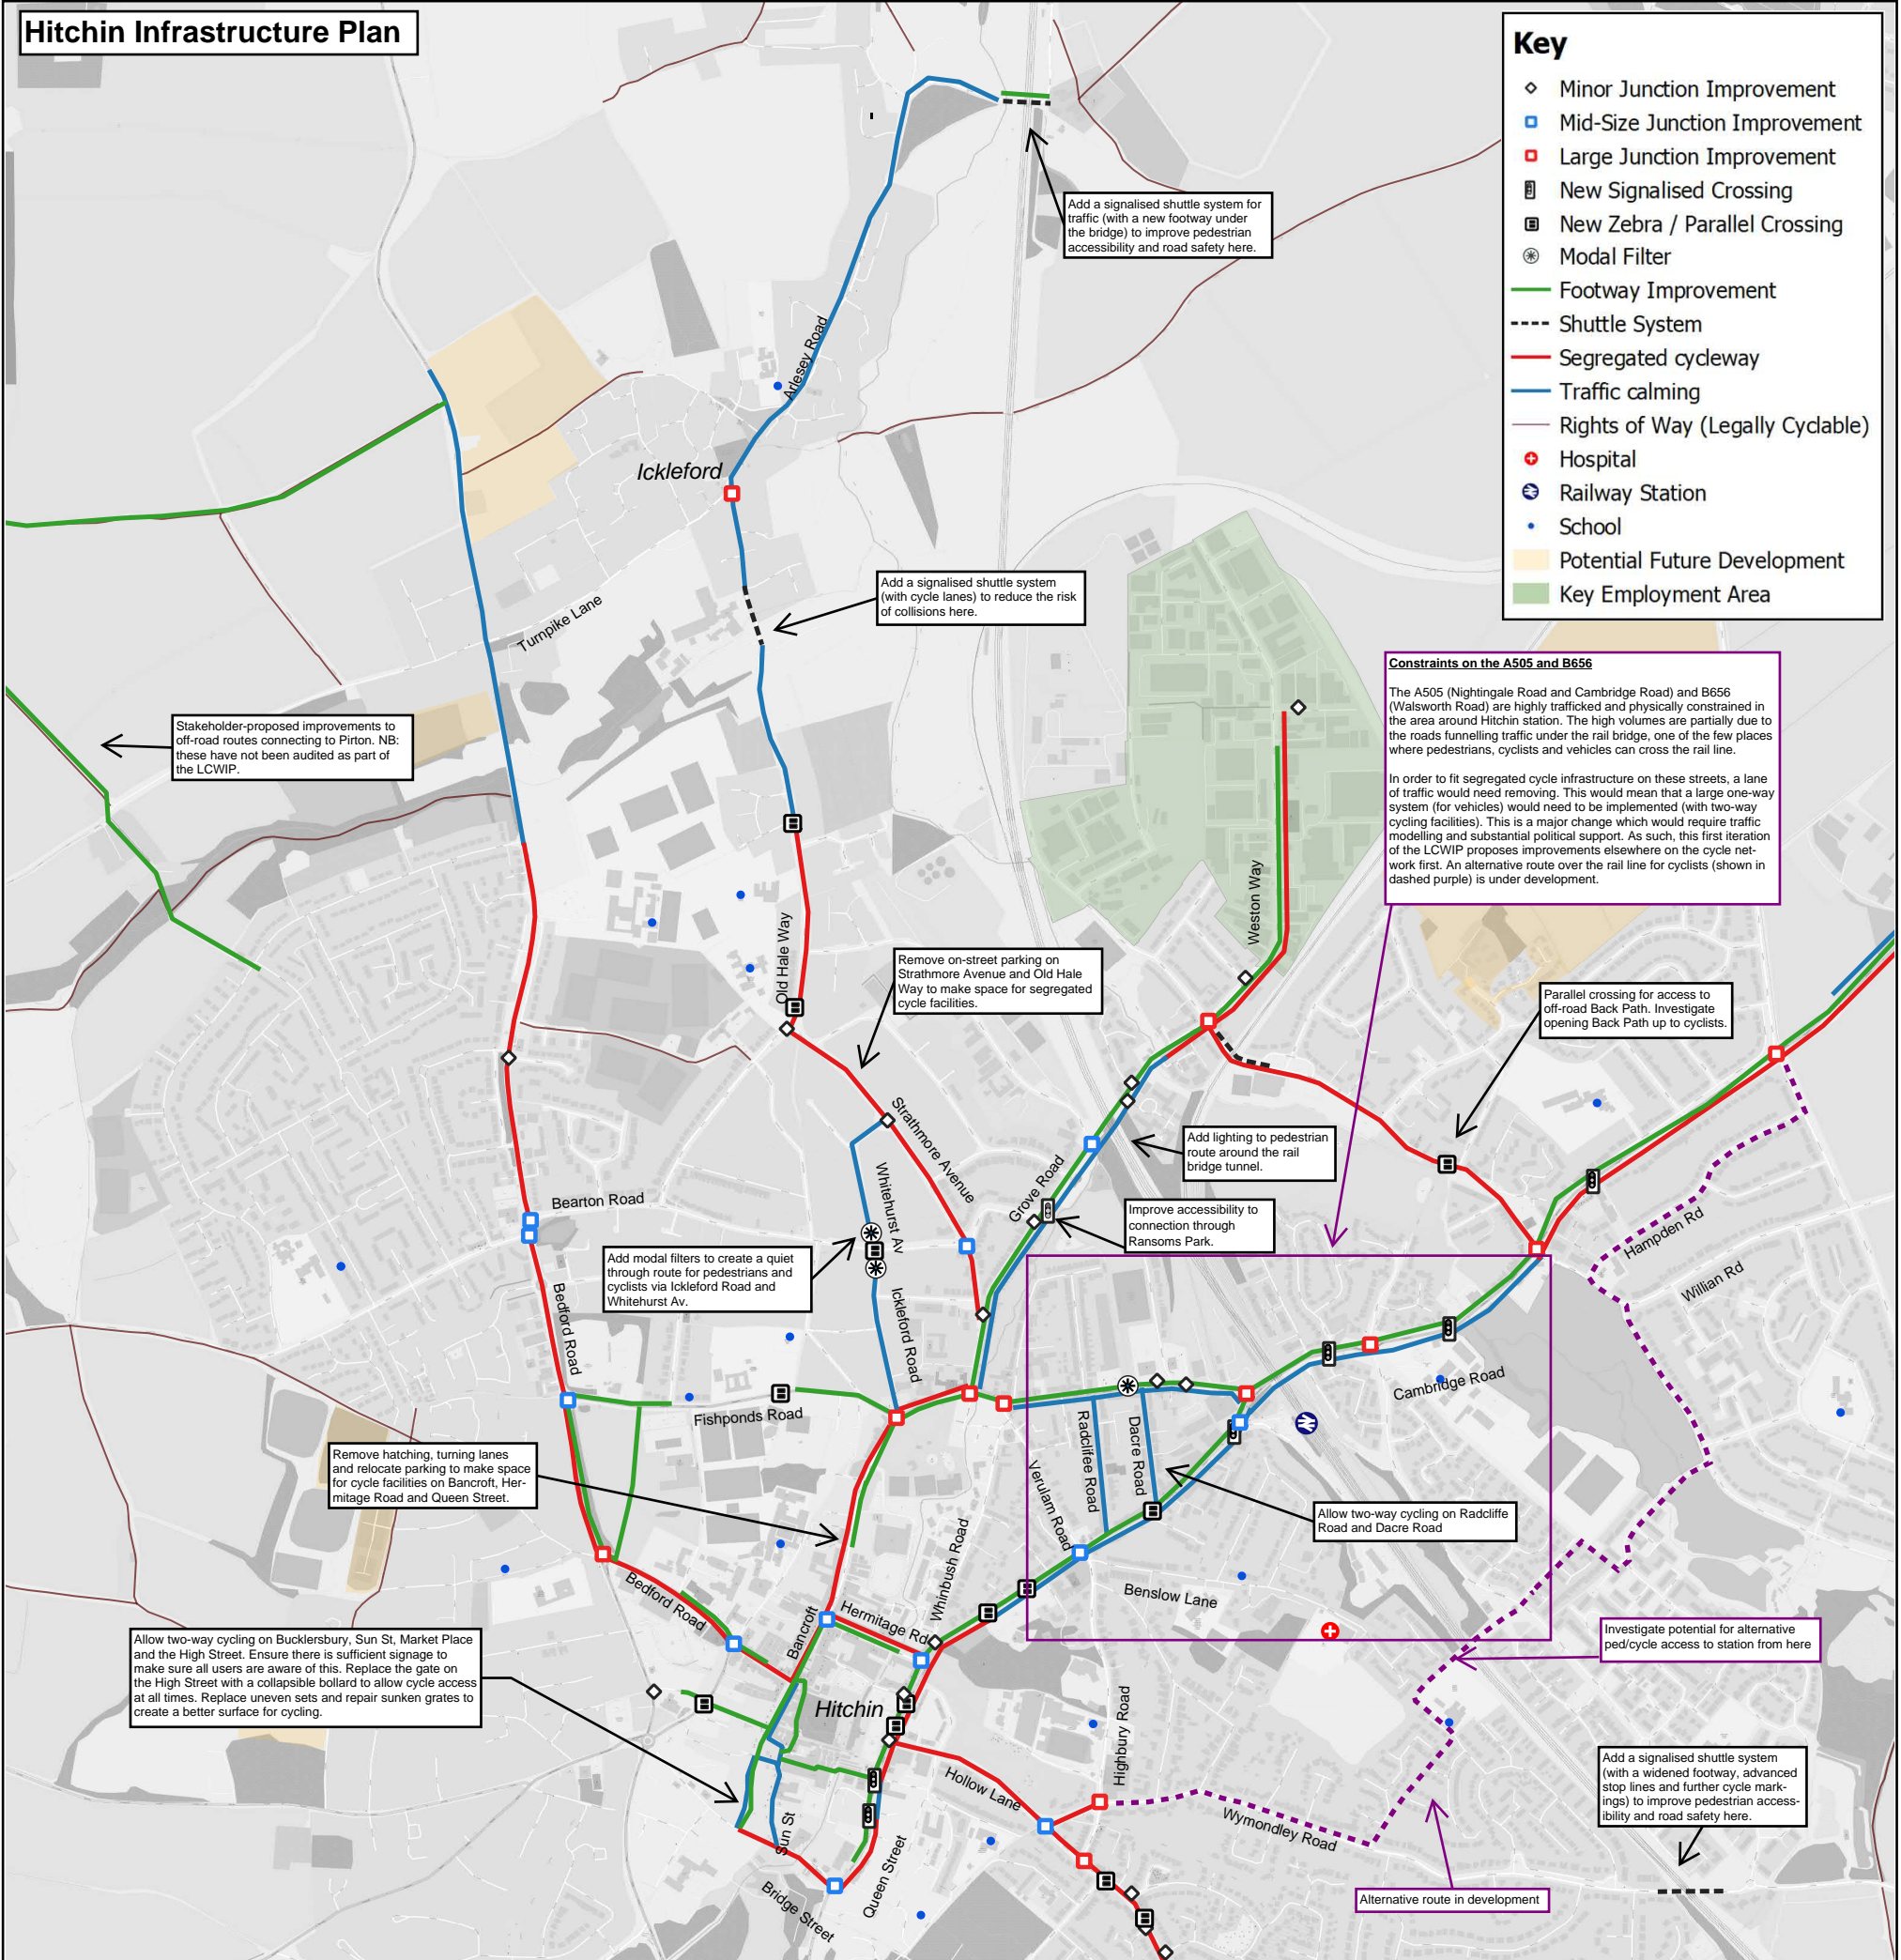 Hitchin Infrastructure Plan
Key
Minor Junction Improvement
Mid-Size Junction Improvement
Large Junction Improvement
New Signalised Crossing
New Zebra / Parallel Crossing
Modal Filter
Footway Improvement
Shuttle System
Segregated cycleway
Traffic calming
Rights of Way (Legally Cyclable)
Hospital
Railway Station
School
Potential Future Development
Key Employment Area
Add a signalised shuttle system for
traffic (with a new footway under
the bridge) to improve pedestrian
accessibility and road safety here.
Arlesey Road
Ickleford
Add a signalised shuttle system
(with cycle lanes) to reduce the risk
of collisions here.
Turnpike Lane
Constraints on the A505 and B656
The A505 (Nightingale Road and Cambridge Road) and B656
(Walsworth Road) are highly trafficked and physically constrained in
the area around Hitchin station. The high volumes are partially due to
the roads funnelling traffic under the rail bridge, one of the few places
where pedestrians, cyclists and vehicles can cross the rail line.
In order to fit segregated cycle infrastructure on these streets, a lane
of traffic would need removing. This would mean that a large one-way
system (for vehicles) would need to be implemented (with two-way
cycling facilities). This is a major change which would require traffic
modelling and substantial political support. As such, this first iteration
of the LCWIP proposes improvements elsewhere on the cycle net-
work first. An alternative route over the rail line for cyclists (shown in
dashed purple) is under development.
Stakeholder-proposed improvements to
off-road routes connecting to Pirton. NB:
these have not been audited as part of
the LCWIP.
Weston Way
Old Hale Way
Remove on-street parking on
Strathmore Avenue and Old Hale
Way to make space for segregated
cycle facilities.
Parallel crossing for access to
off-road Back Path. Investigate
opening Back Path up to cyclists.
Strathmore Avenue
Add lighting to pedestrian
route around the rail
bridge tunnel.
Whitehurst Av
Grove Road
Bearton Road
Improve accessibility to
connection through
Ransoms Park.
Hampden Rd
Add modal filters to create a quiet
through route for pedestrians and
cyclists via Ickleford Road and
Whitehurst Av.
Willian Rd
Bedford Road
Ickleford Road
Cambridge Road
Fishponds Road
Radcliffee Road
Dacre Road
Remove hatching, turning lanes
and relocate parking to make space
for cycle facilities on Bancroft, Her-
mitage Road and Queen Street.
Verulam Road
Allow two-way cycling on Radcliffe
Road and Dacre Road
Whinbush Road
Bedford Road
Benslow Lane
Bancroft
Hermitage Rd
Allow two-way cycling on Bucklersbury, Sun St, Market Place
and the High Street. Ensure there is sufficient signage to
make sure all users are aware of this. Replace the gate on
the High Street with a collapsible bollard to allow cycle access
at all times. Replace uneven sets and repair sunken grates to
create a better surface for cycling.
Investigate potential for alternative
ped/cycle access to station from here
Hitchin
Highbury Road
Hollow Lane
Add a signalised shuttle system
(with a widened footway, advanced
stop lines and further cycle mark-
ings) to improve pedestrian access-
ibility and road safety here.
Sun St
Wymondley Road
Queen Street
Bridge Street
Alternative route in development